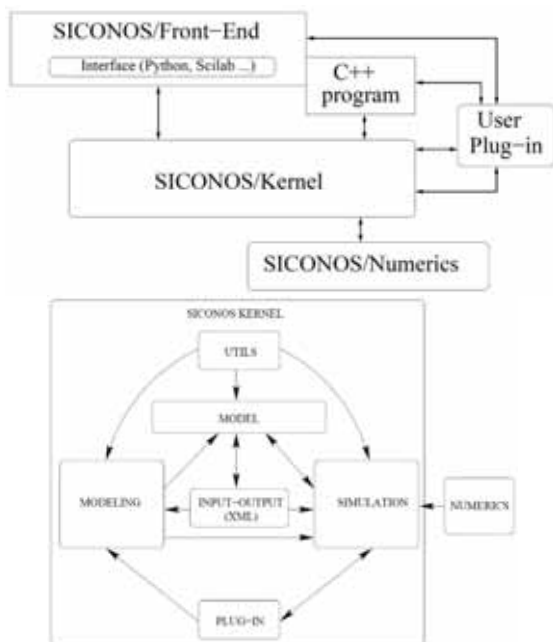 SICONOS/Front-End
Interface (Python, Scilab ...)
C++
program
User
Plug-in
SICONOS/Kernel
SICONOS/Numerics
SICONOS KERNEL
UTILS
MODEL
MODELING
INPUT-OUTPUT
(XML)
SIMULATION
NUMERICS
PLUG-IN